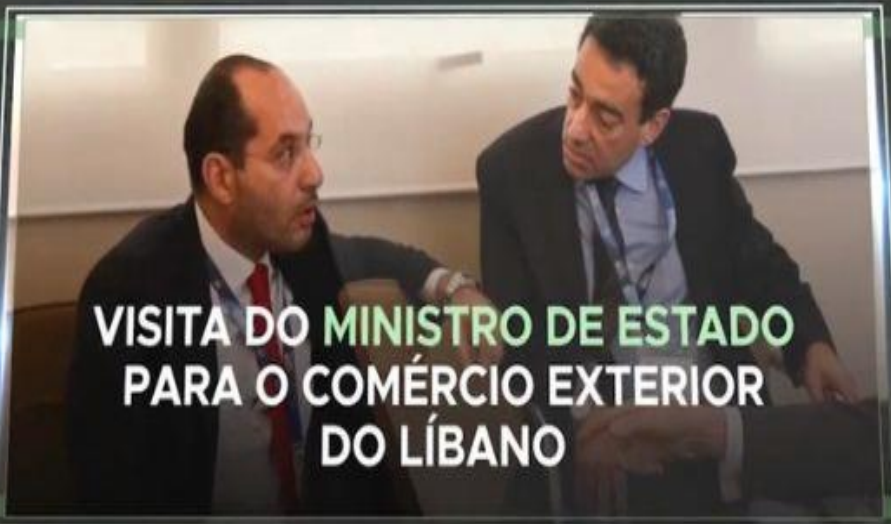 VISITA DO MINISTRO DE ESTADO
PARA O COMÉRCIO EXTERIOR
DO LÍBANO